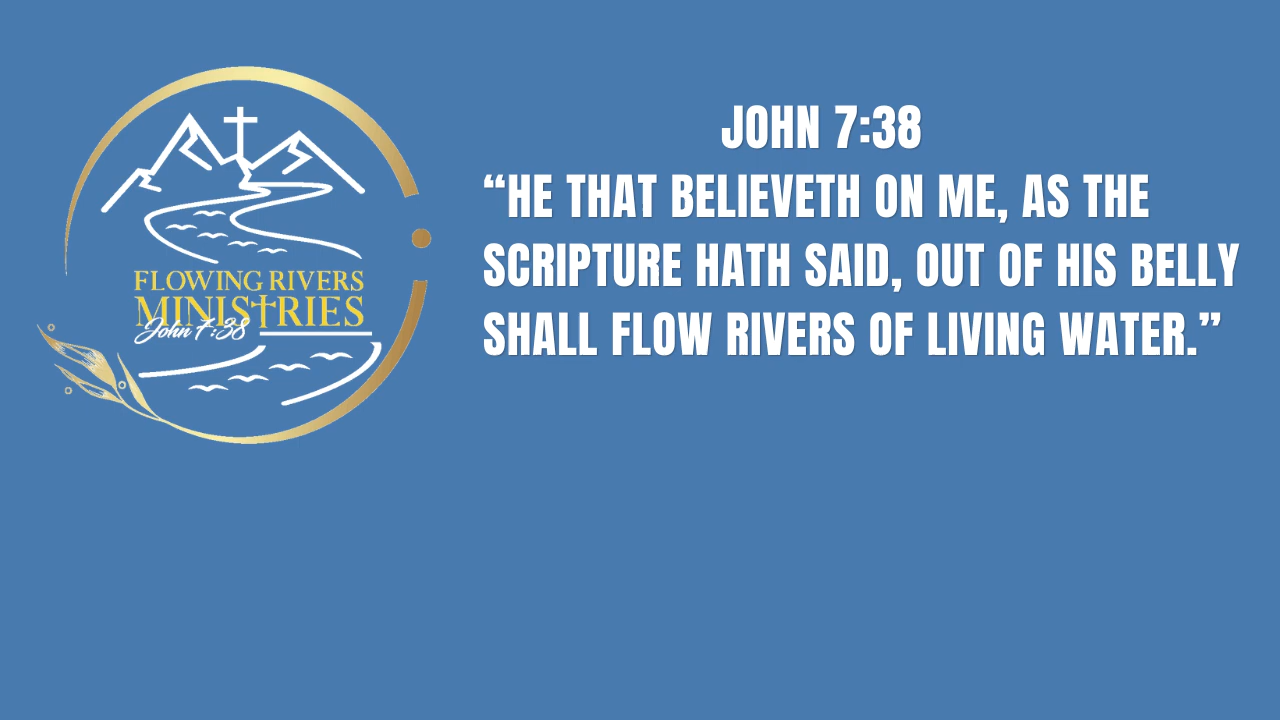 FLOWING RIVERS
MINISTRIES
John 7:38
JOHN 7:38
“HE THAT BELIEVETH ON ME, AS THE
SCRIPTURE HATH SAID, OUT OF HIS BELLY
SHALL FLOW RIVERS OF LIVING WATER.”